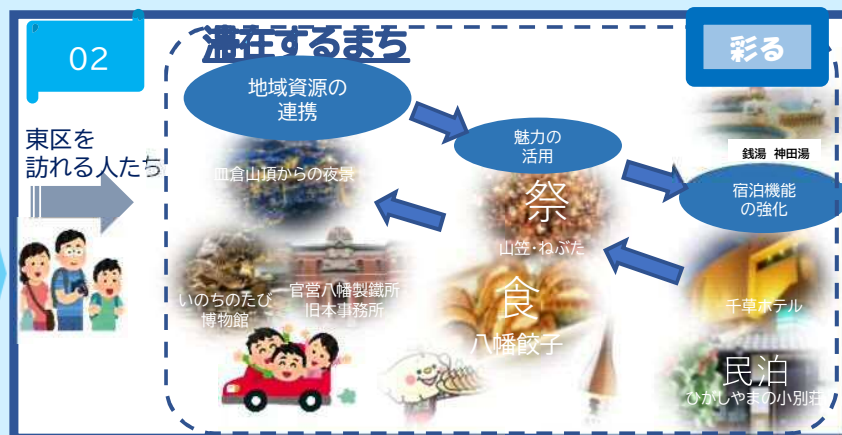 02
滞在するまち
彩る
地域資源の
連携
東区を
訪れる人たち
魅力の
活用
銭湯 神田湯
皿倉山頂からの夜景
宿泊機能
の強化
祭
山笠・ねぶた
いのちのたび
博物館
官営八幡製鐵所
旧本事務所
食
八幡餃子
千草ホテル
民泊
ひがしやまの小別荘